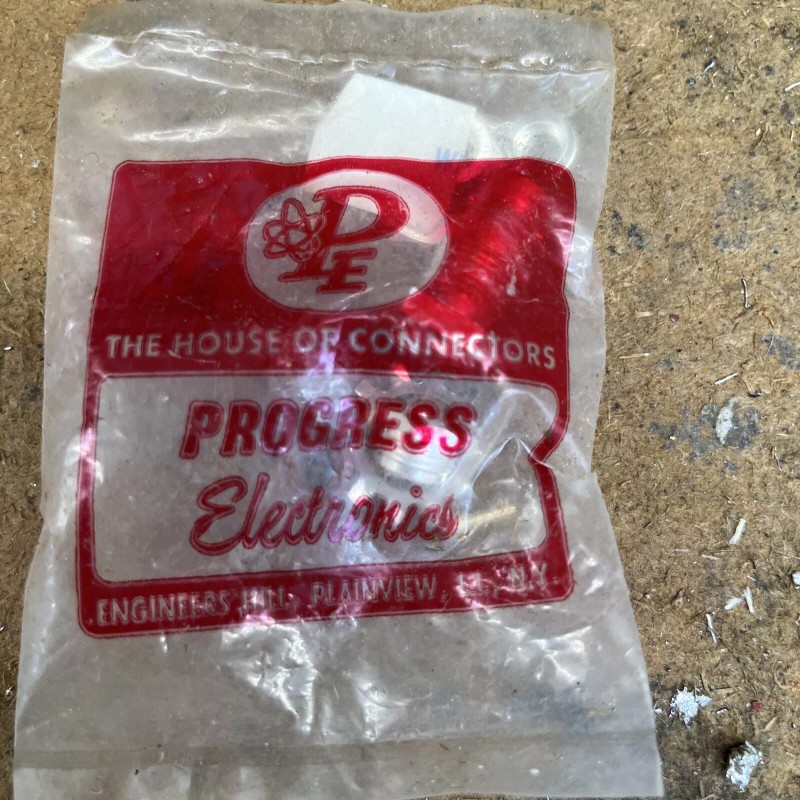 PE
THE HOUSE OF CONNECTORS
PROGRESS
Electronics
ENGINEERS HILL, PLAINVIEW, L.I., N.Y.